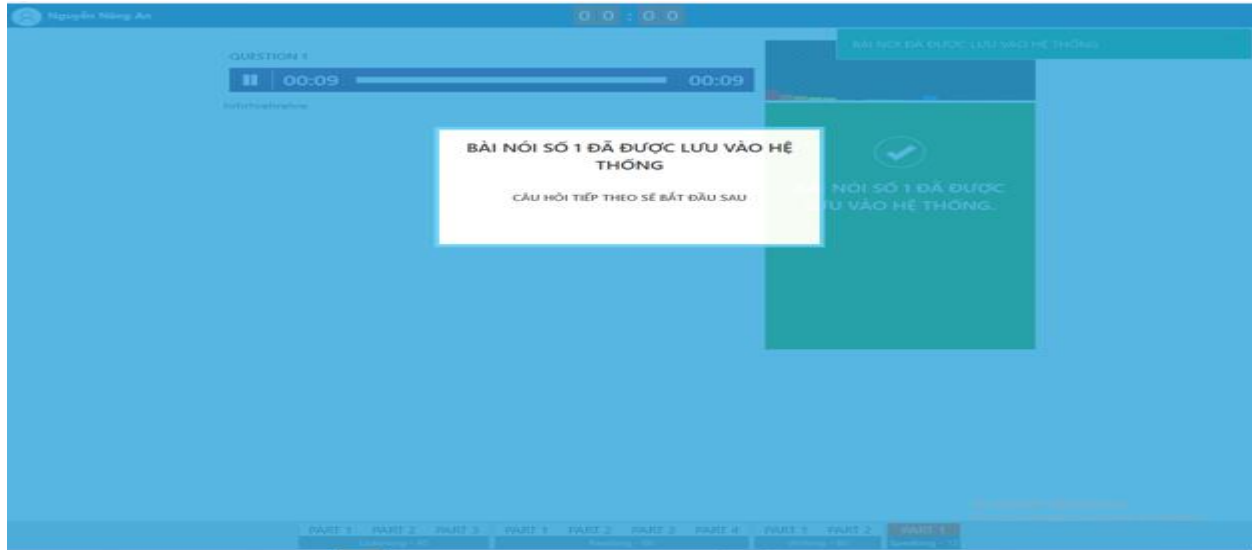 Nguyễn Năng An
00:00
BÀI NÓI ĐÃ ĐƯỢC LƯU VÀO HỆ THỐNG
QUESTION 1
00:09 00:09
BÀI NÓI SỐ 1 ĐÃ ĐƯỢC LƯU VÀO HỆ
THỐNG
CÂU HỎI TIẾP THEO SẼ BẮT ĐẦU SAU
NÓI SỐ 1 ĐÃ ĐƯỢC
U VÀO HỆ THỐNG.
PART 1 PART 2 PART 3 PART 1 PART 2 PART 3 PART 4 PART 1 PART 2 PART 1